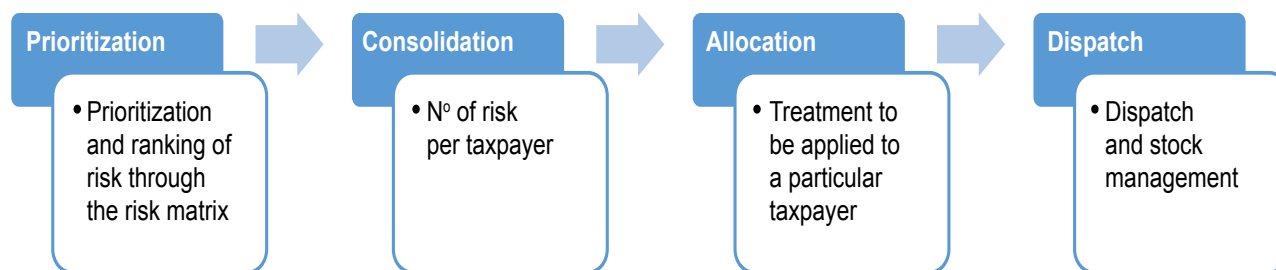 Prioritization
• Prioritization
and ranking of
risk through
the risk matrix
Consolidation
• Nº of risk
per taxpayer
Allocation
• Treatment to
be applied to
a particular
taxpayer
Dispatch
• Dispatch
and stock
management